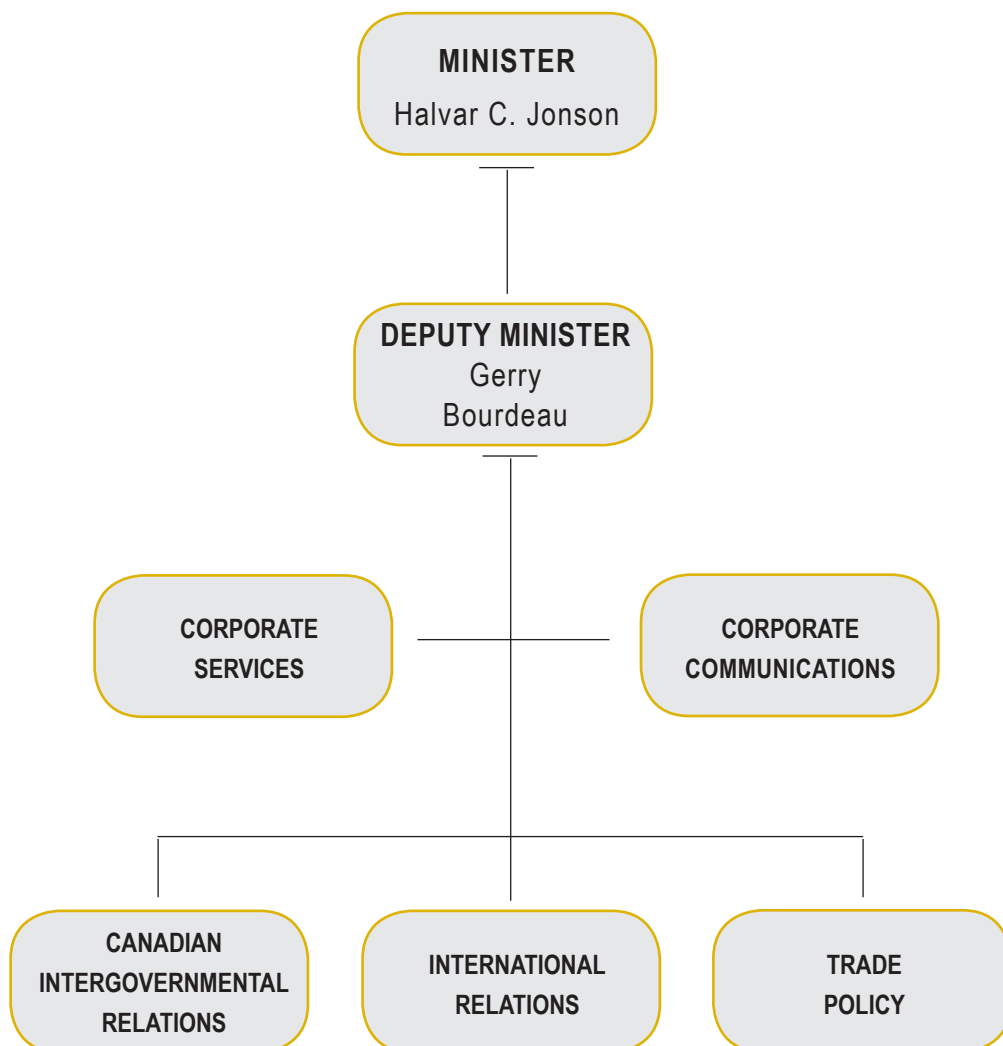 MINISTER
Halvar C. Jonson
DEPUTY MINISTER
Gerry
Bourdeau
CORPORATE
SERVICES
CORPORATE
COMMUNICATIONS
CANADIAN
INTERGOVERNMENTAL
RELATIONS
INTERNATIONAL
RELATIONS
TRADE
POLICY